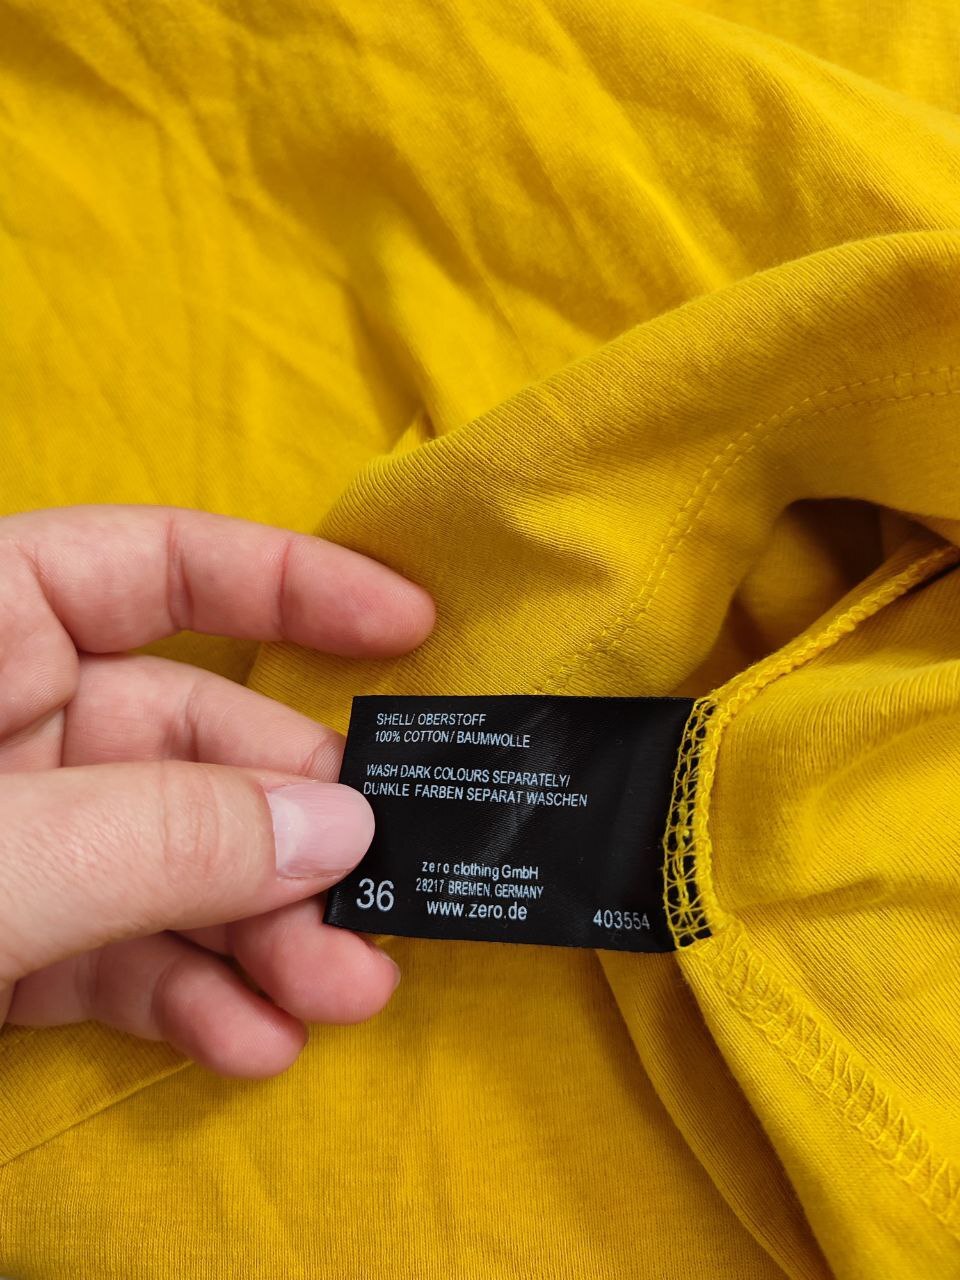 SHELL/ OBERSTOFF
100% COTTON / BAUMWOLLE
WASH DARK COLOURS SEPARATELY/
DUNKLE FARBEN SEPARAT WASCHEN
zero clothing GmbH
28217 BREMEN, GERMANY
36 www.zero.de 403554